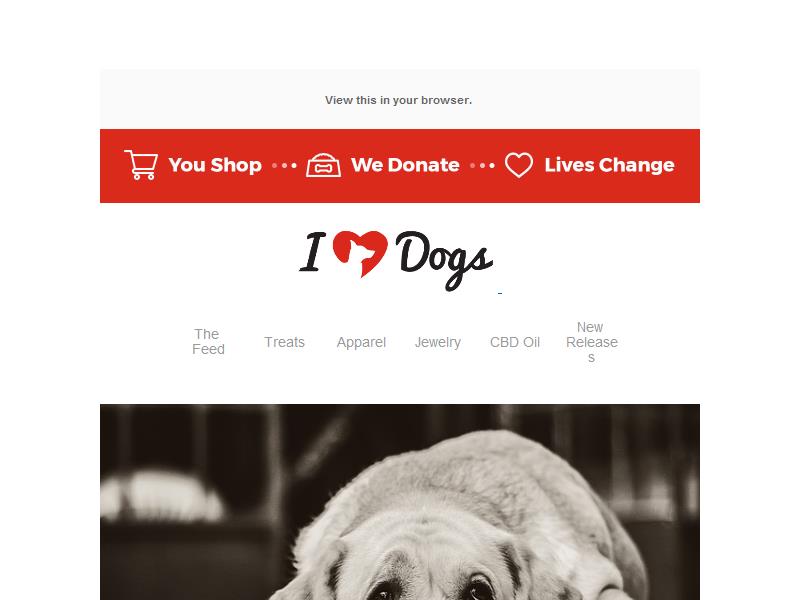 View this in your browser.
You Shop We Donate Lives Change
I Dogs
The
Feed
Treats
Apparel
Jewelry
CBD Oil
New
Release
s